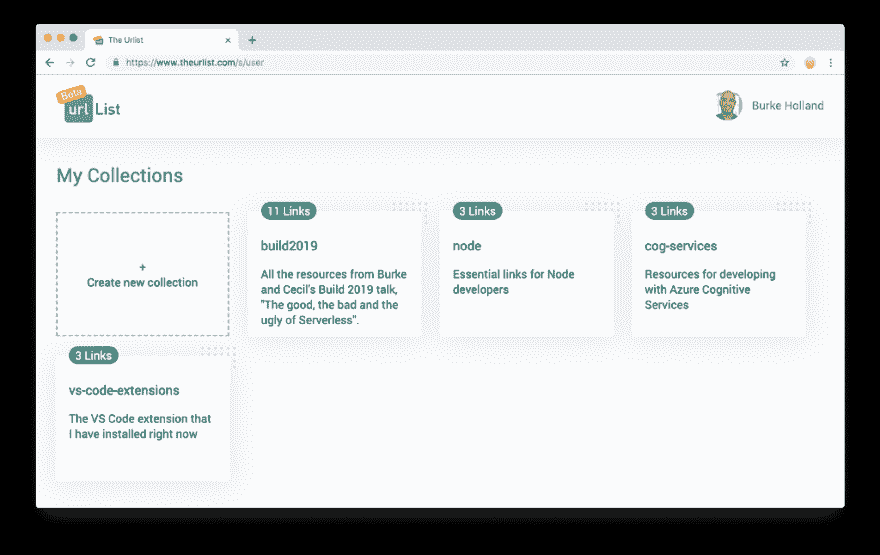 The Urlist
https://www.theurlist.com/s/user
Beta
url List
Burke Holland
My Collections
+
Create new collection
11 Links
build2019
All the resources from Burke
and Cecil's Build 2019 talk,
"The good, the bad and the
ugly of Serverless".
3 Links
node
Essential links for Node
developers
3 Links
cog-services
Resources for developing
with Azure Cognitive
Services
3 Links
vs-code-extensions
The VS Code extension that
I have installed right now